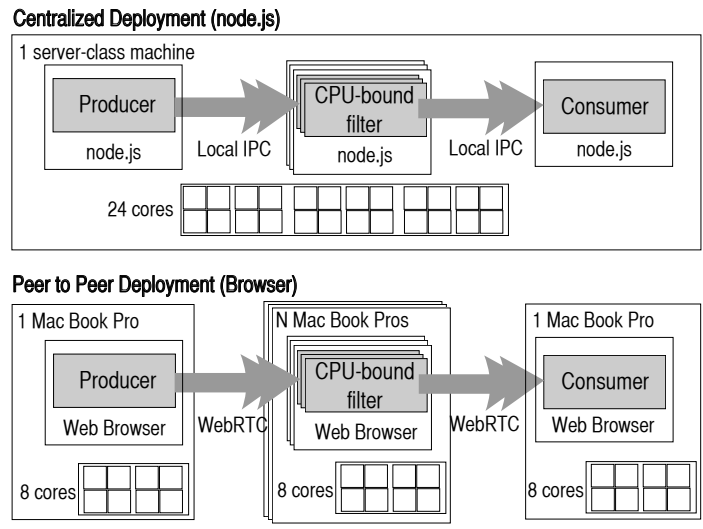 Centralized Deployment (node.js)
1 server-class machine
Producer
node.js
Local IPC
CPU-bound
filter
node.js
Local IPC
Consumer
node.js
24 cores
Peer to Peer Deployment (Browser)
1 Mac Book Pro
Producer
Web Browser
8 cores
WebRTC
N Mac Book Pros
CPU-bound
filter
Web Browser
8 cores
WebRTC
1 Mac Book Pro
Consumer
Web Browser
8 cores